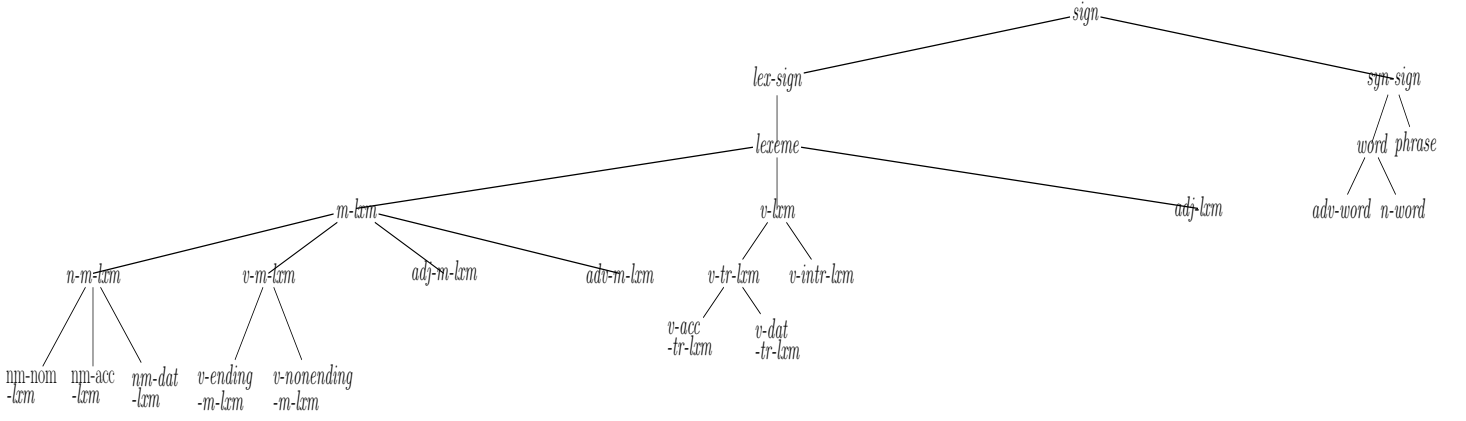 sign
lex-sign syn-sign
lexeme word phrase
m-lxm v-lxm adj-lxm adv-word n-word
n-m-lxm v-m-lxm adj-m-lxm adv-m-lxm v-tr-lxm v-intr-lxm
v-acc v-dat
-tr-lxm -tr-lxm
nm-nom nm-acc nm-dat v-ending v-nonending
-lxm -lxm -lxm -m-lxm -m-lxm